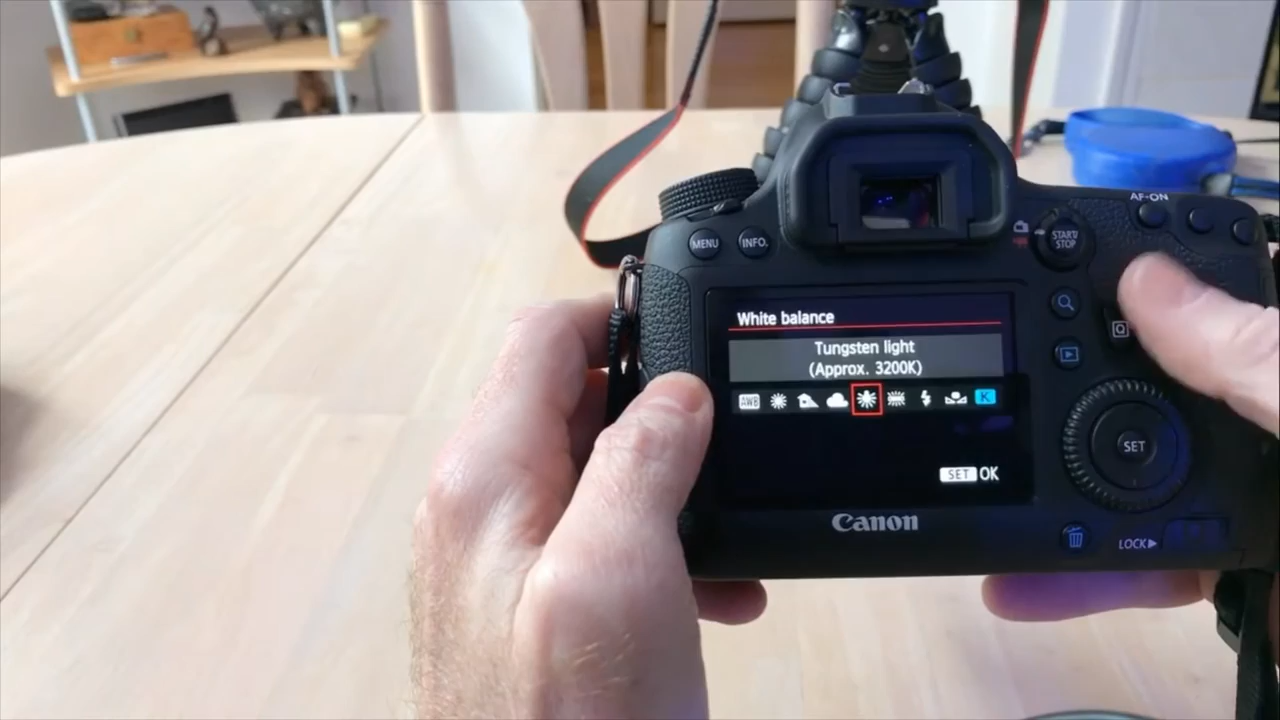 AF-ON
MENU INFO.
START/
STOP
White balance
Tungsten light
(Approx. 3200K)
AWB K
Q
SET
SET OK
Canon
LOCK▶